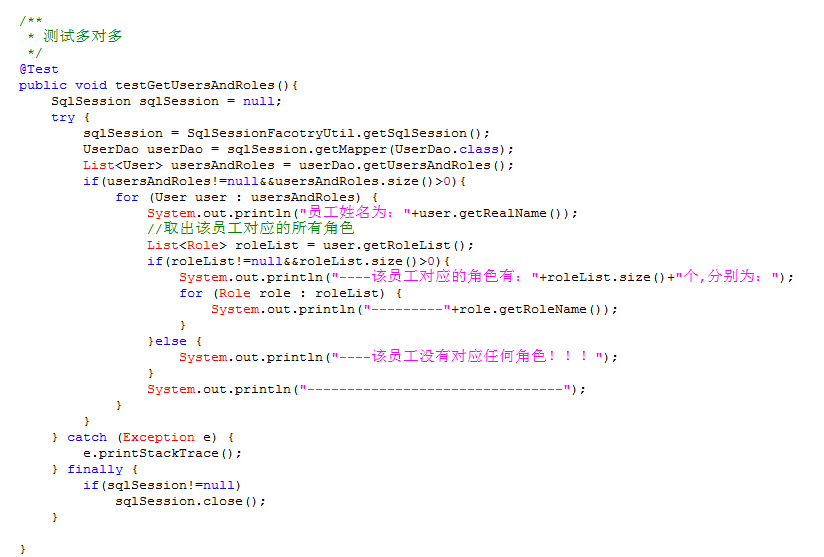 /**
 * 测试多对多
 */
@Test
public void testGetUsersAndRoles(){
    SqlSession sqlSession = null;
    try {
        sqlSession = SqlSessionFacotryUtil.getSqlSession();
        UserDao userDao = sqlSession.getMapper(UserDao.class);
        List<User> usersAndRoles = userDao.getUsersAndRoles();
        if(usersAndRoles!=null&&usersAndRoles.size()>0){
            for (User user : usersAndRoles) {
                System.out.println("员工姓名为："+user.getRealName());
                //取出该员工对应的所有角色
                List<Role> roleList = user.getRoleList();
                if(roleList!=null&&roleList.size()>0){
                    System.out.println("----该员工对应的角色有："+roleList.size()+"个,分别为：");
                    for (Role role : roleList) {
                        System.out.println("---------"+role.getRoleName());
                    }
                }else {
                    System.out.println("----该员工没有对应任何角色！！！");
                }
                System.out.println("--------------------------------");
            }
        }
    } catch (Exception e) {
        e.printStackTrace();
    } finally {
        if(sqlSession!=null)
            sqlSession.close();
    }

}